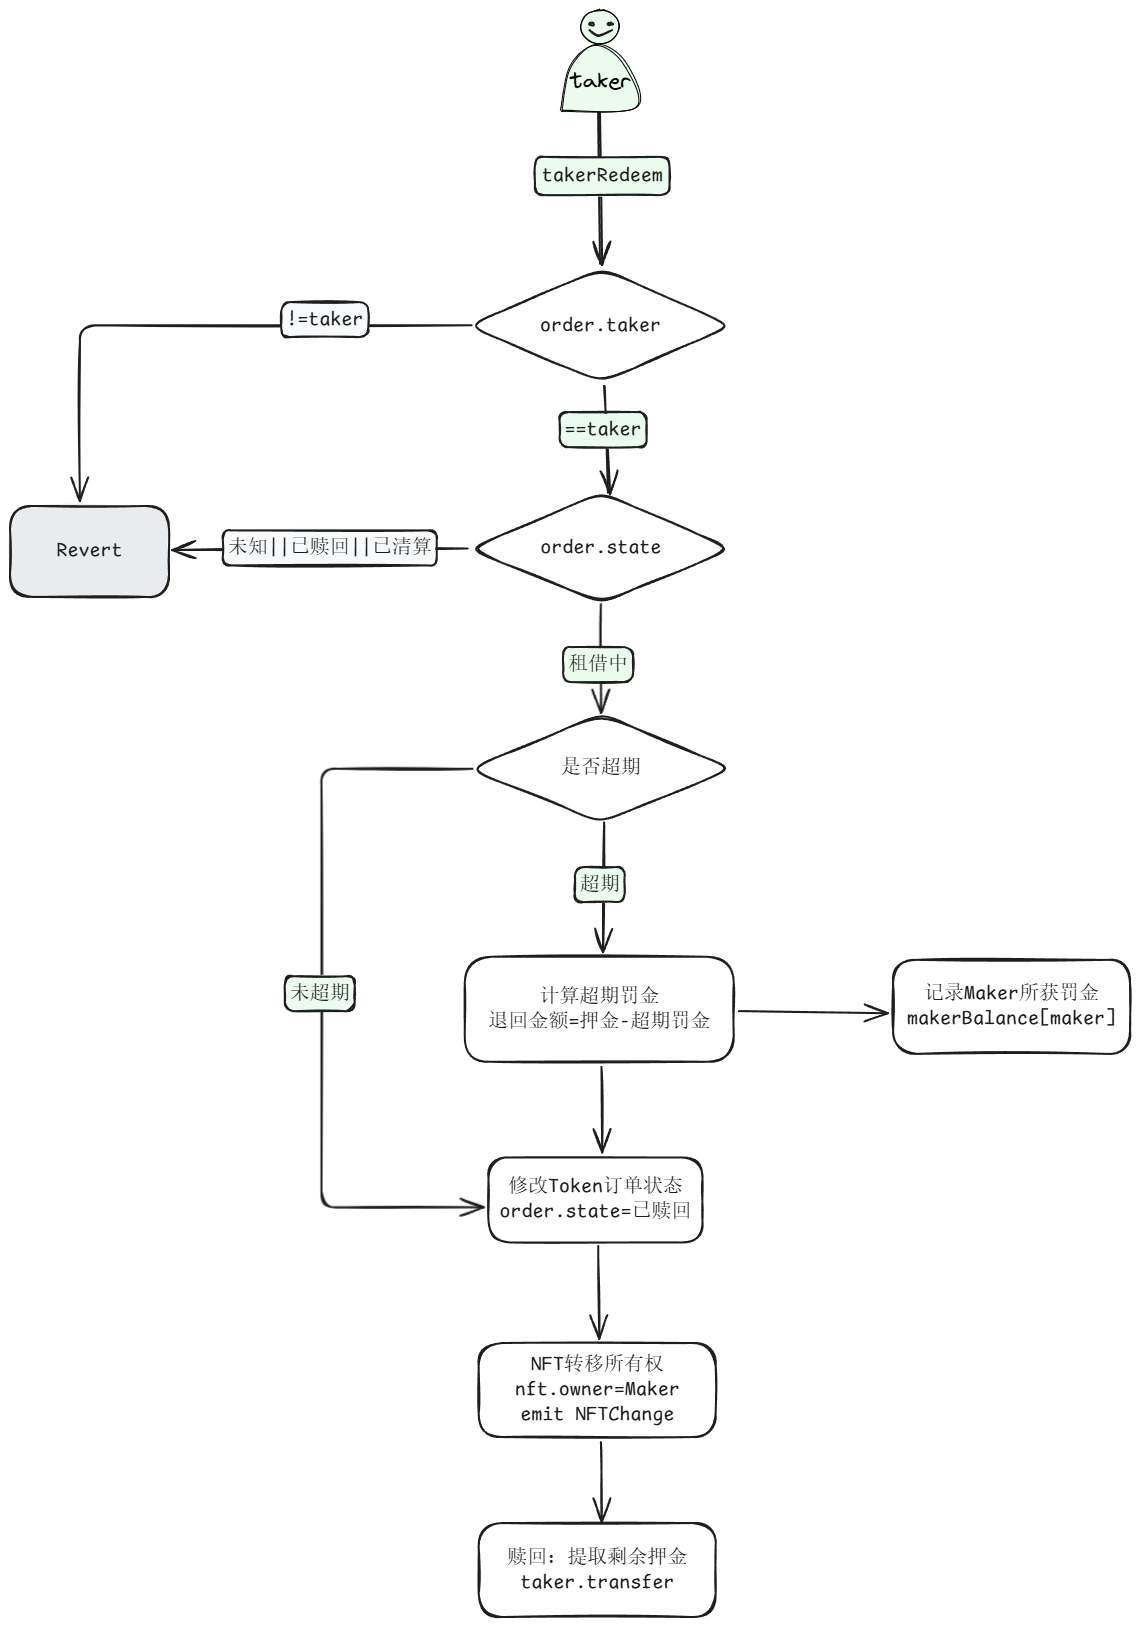 taker
takerRedeem
order.taker
!=taker
==taker
order.state
未知||已赎回||已清算
Revert
租借中
是否超期
超期
未超期
计算超期罚金
退回金额=押金-超期罚金
记录Maker所获罚金
makerBalance[maker]
修改Token订单状态
order.state=已赎回
NFT转移所有权
nft.owner=Maker
emit NFTChange
赎回：提取剩余押金
taker.transfer